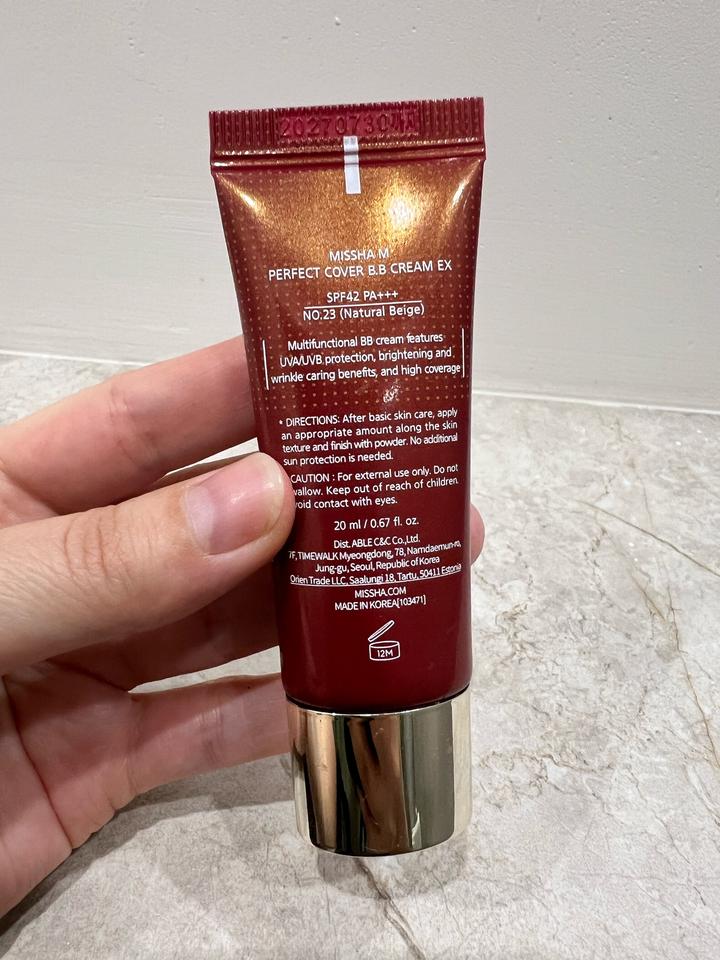 20270730
MISSHA M
PERFECT COVER B.B CREAM EX
SPF42 PA+++
NO.23 (Natural Beige)
Multifunctional BB cream features
UVA/UVB protection, brightening and
wrinkle caring benefits, and high coverage
* DIRECTIONS: After basic skin care, apply
an appropriate amount along the skin
texture and finish with powder. No additional
sun protection is needed.
CAUTION : For external use only. Do not
wallow. Keep out of reach of children.
void contact with eyes.
20 ml / 0.67 fl. oz.
Dist. ABLE C&C Co.,Ltd.
7F, TIMEWALK Myeongdong, 78, Namdaemun-ro,
Jung-gu, Seoul, Republic of Korea
Orien Trade LLC, Saalungi 18, Tartu, 50411 Estonia
MISSHA.COM
MADE IN KOREA[103471]
12M